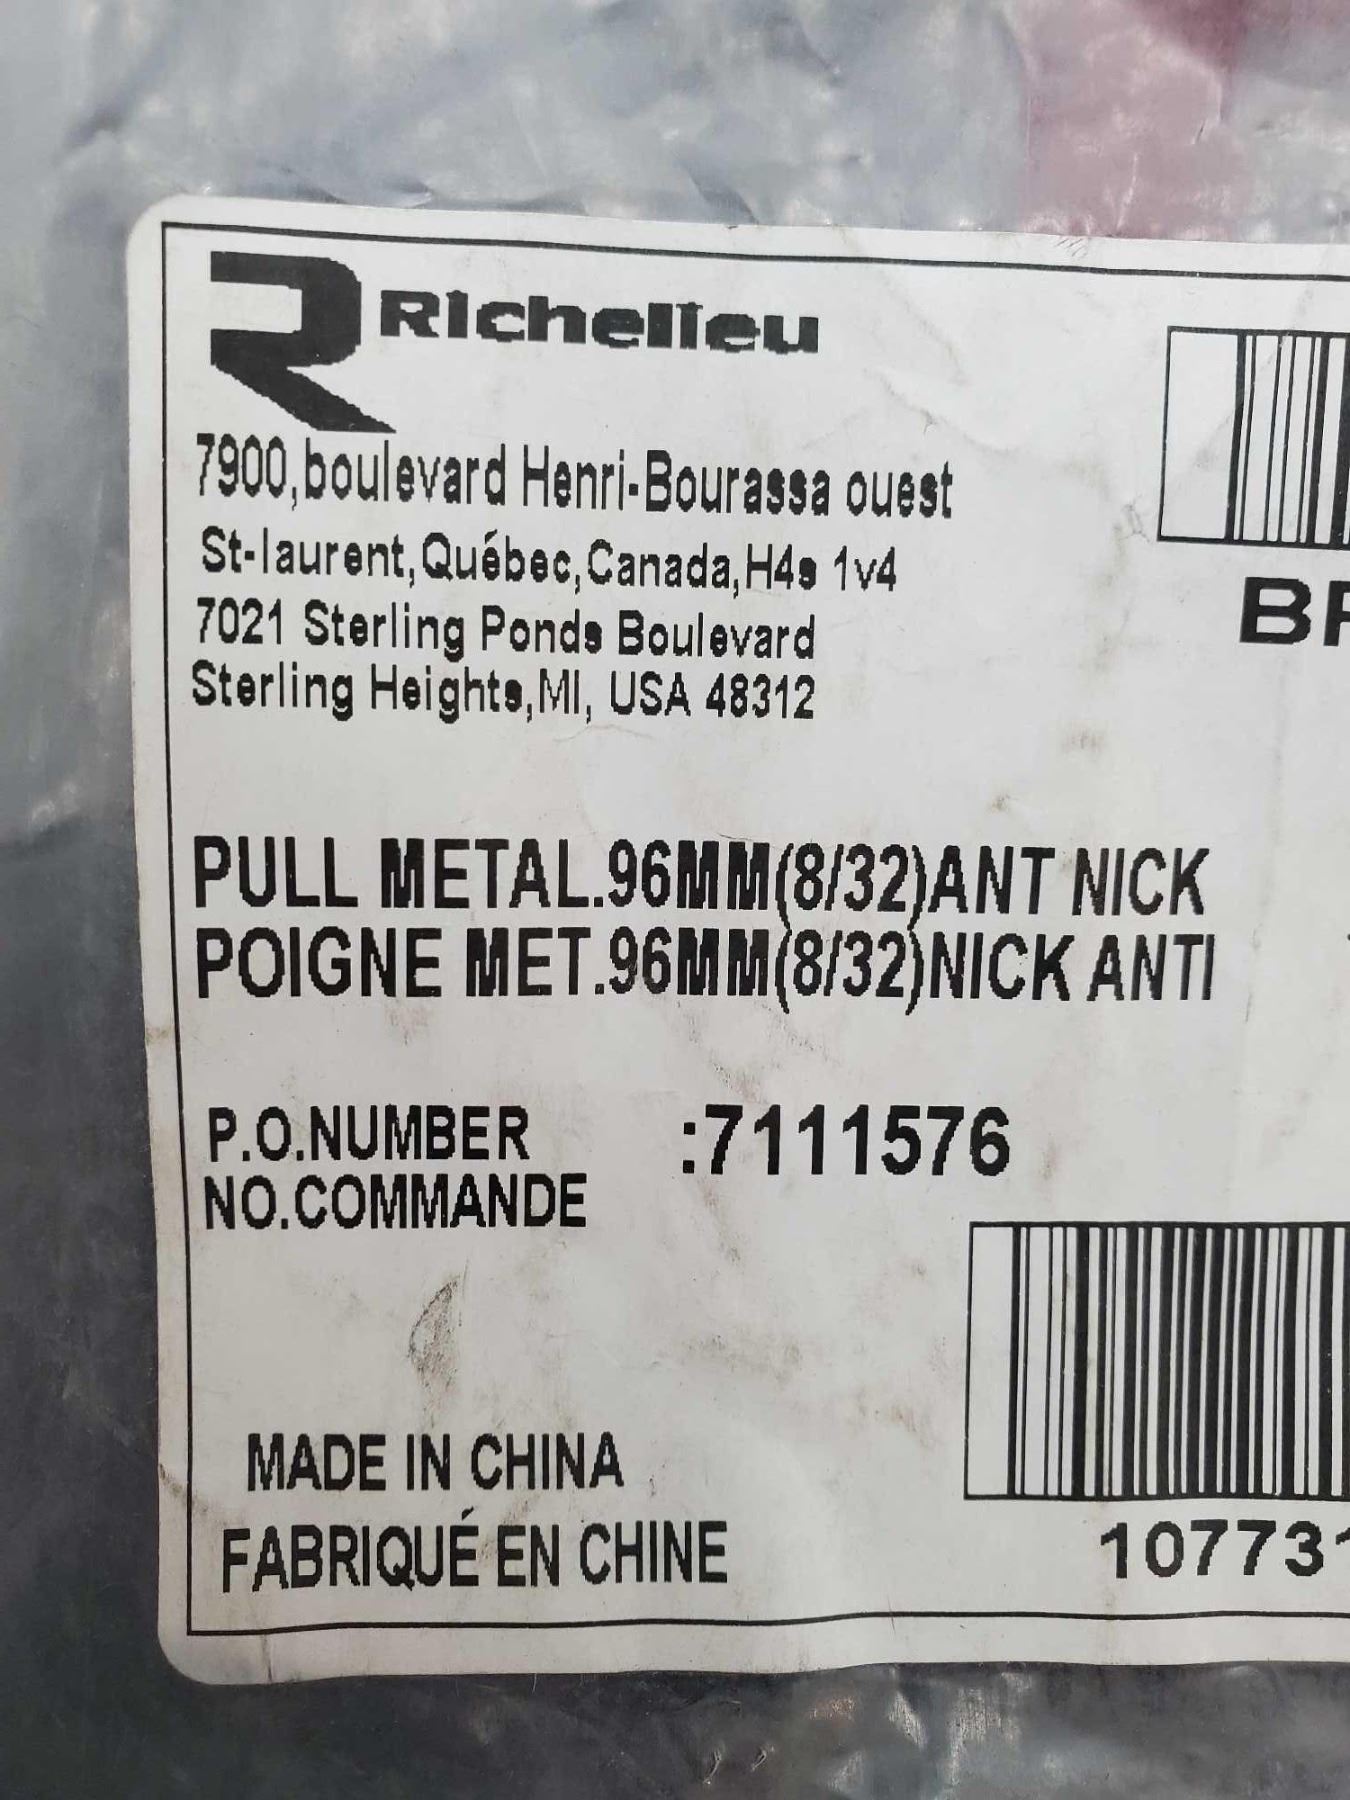 Richelieu
7900,boulevard Henri-Bourassa ouest
St-laurent,Québec,Canada,H4s 1v4
7021 Sterling Ponds Boulevard
Sterling Heights,MI, USA 48312
PULL METAL.96MM(8/32)ANT NICK
POIGNE MET.96MM(8/32)NICK ANTI
P.O.NUMBER :7111576
NO.COMMANDE
MADE IN CHINA
FABRIQUÉ EN CHINE